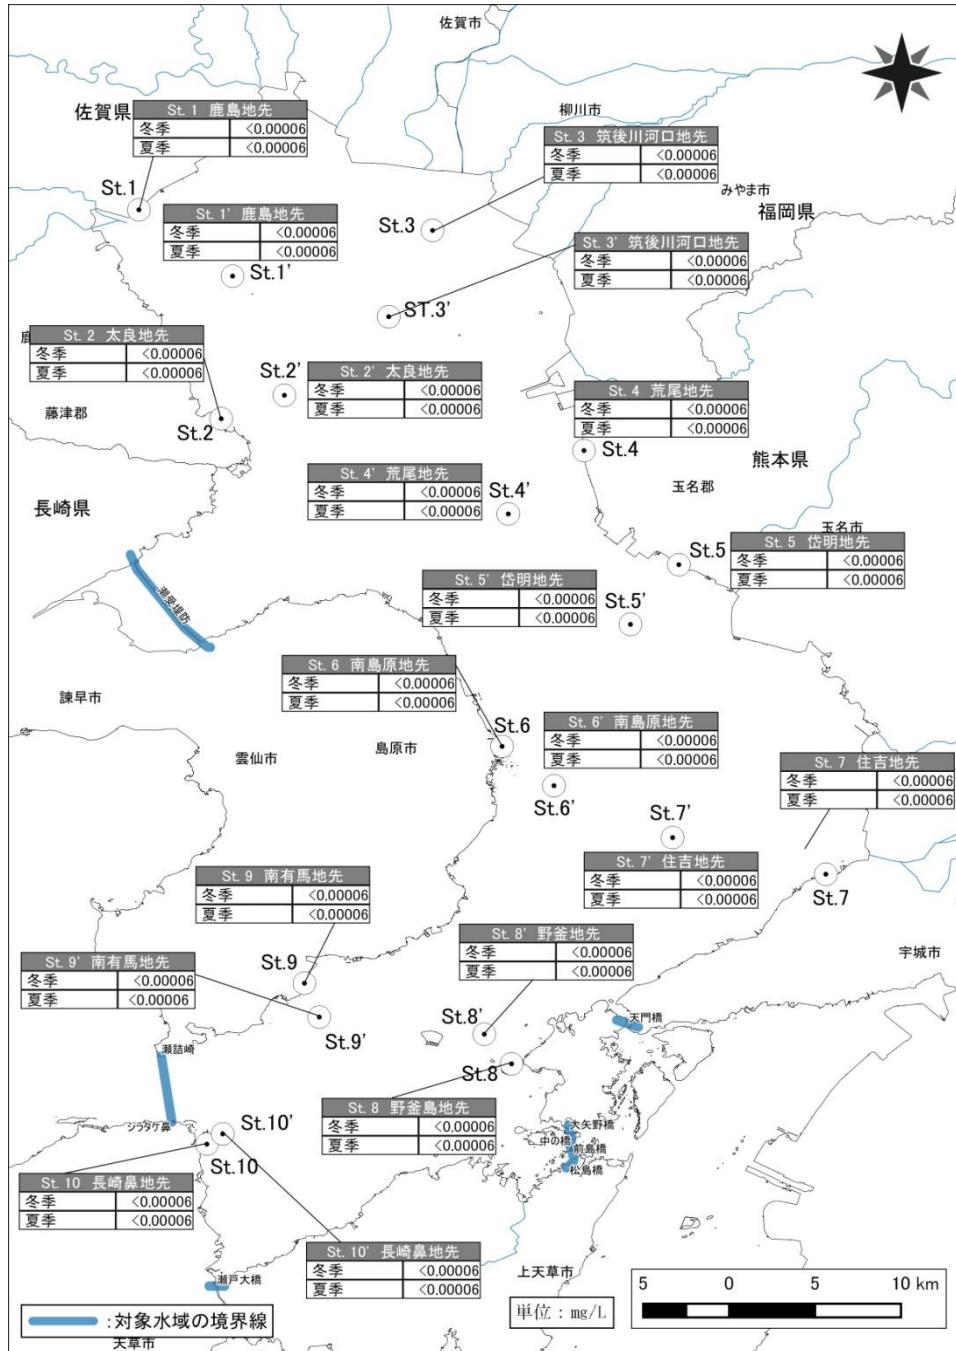 佐賀市
佐賀県
柳川市
みやま市
福岡県
St. 1 鹿島地先
冬季 <0.00006
夏季 <0.00006
St.1
St. 3 筑後川河口地先
冬季 <0.00006
夏季 <0.00006
St.3
St. 1' 鹿島地先
冬季 <0.00006
夏季 <0.00006
St.1'
St. 3' 筑後川河口地先
冬季 <0.00006
夏季 <0.00006
ST.3'
St. 2 太良地先
冬季 <0.00006
夏季 <0.00006
St.2
藤津郡
St.2'
St. 2' 太良地先
冬季 <0.00006
夏季 <0.00006
St. 4 荒尾地先
冬季 <0.00006
夏季 <0.00006
St.4
熊本県
玉名郡
長崎県
St. 4' 荒尾地先
冬季 <0.00006
夏季 <0.00006
St.4'
玉名市
St.5
St. 5 岱明地先
冬季 <0.00006
夏季 <0.00006
潮受堤防
St. 5' 岱明地先
冬季 <0.00006
夏季 <0.00006
St.5'
St. 6 南島原地先
冬季 <0.00006
夏季 <0.00006
St.6
諫早市
雲仙市
島原市
St. 6' 南島原地先
冬季 <0.00006
夏季 <0.00006
St.6'
St. 7 住吉地先
冬季 <0.00006
夏季 <0.00006
St.7'
St. 7' 住吉地先
冬季 <0.00006
夏季 <0.00006
St.7
St. 9 南有馬地先
冬季 <0.00006
夏季 <0.00006
St.9
St. 8' 野釜地先
冬季 <0.00006
夏季 <0.00006
St.8'
宇城市
St. 9' 南有馬地先
冬季 <0.00006
夏季 <0.00006
St.9'
天門橋
瀬詰崎
St.8
St. 8 野釜島地先
冬季 <0.00006
夏季 <0.00006
シラタケ鼻
St.10'
St.10
大矢野橋
中の橋
前島橋
松島橋
St. 10 長崎鼻地先
冬季 <0.00006
夏季 <0.00006
St. 10' 長崎鼻地先
冬季 <0.00006
夏季 <0.00006
瀬戸大橋
上天草市
5 0 5 10 km
単位：mg/L
:対象水域の境界線
天草市